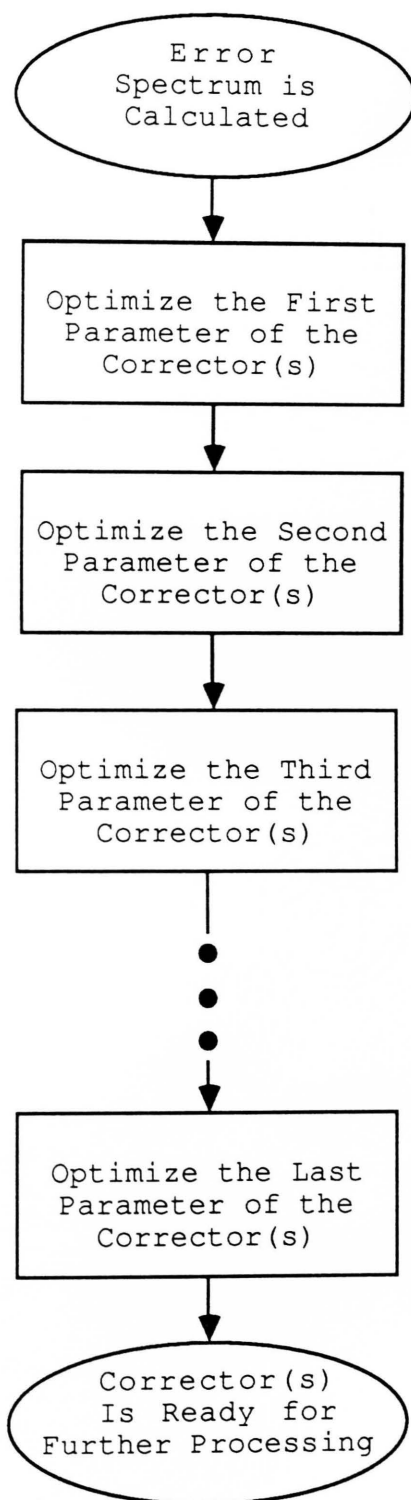 Error
Spectrum is
Calculated
Optimize the First
Parameter of the
Corrector(s)
Optimize the Second
Parameter of the
Corrector(s)
Optimize the Third
Parameter of the
Corrector(s)
Optimize the Last
Parameter of the
Corrector(s)
Corrector(s)
Is Ready for
Further Processing